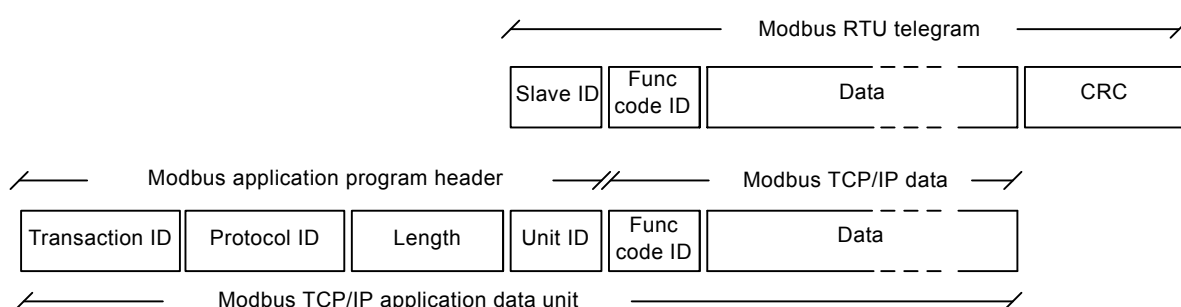 Modbus RTU telegram
Slave ID
Func
code ID
Data
CRC
Modbus application program header
Modbus TCP/IP data
Transaction ID
Protocol ID
Length
Unit ID
Func
code ID
Data
Modbus TCP/IP application data unit